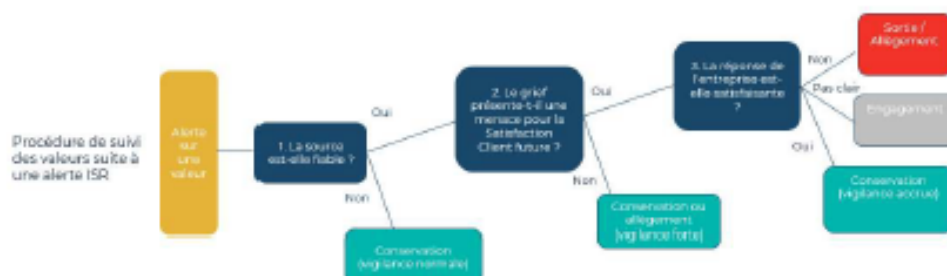 Procédure de suivi
des valeurs suite à
une alerte ISR
Alerte
sur
une
valeur
1. La source
est-elle fiable ?
Oui
Non
Conservation
(vigilance normale)
2. Le grief
présente-t-il une
menace pour la
Satisfaction
Client future ?
Oui
Non
Conservation ou
allègement
(vigilance forte)
3. La réponse de
l'entreprise est-
elle satisfaisante
?
Non
Pas clair
Oui
Sortie /
Allègement
Engagement
Conservation
(vigilance accrue)